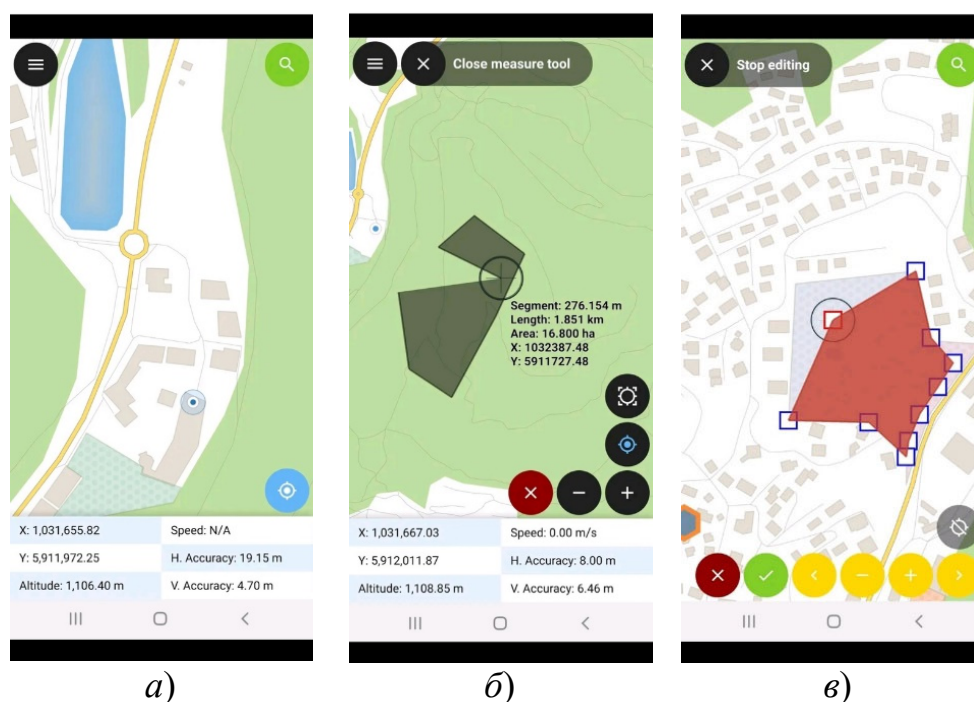 X: 1,031,655.82
Speed: N/A
Y: 5,911,972.25
H. Accuracy: 19.15 m
Altitude: 1,106.40 m
V. Accuracy: 4.70 m
а)
Close measure tool
Segment: 276.154 m
Length: 1.851 km
Area: 16.800 ha
X: 1032387.48
Y: 5911727.48
X: 1,031,667.03
Speed: 0.00 m/s
Y: 5,912,011.87
H. Accuracy: 8.00 m
Altitude: 1,108.85 m
V. Accuracy: 6.46 m
б)
Stop editing
в)